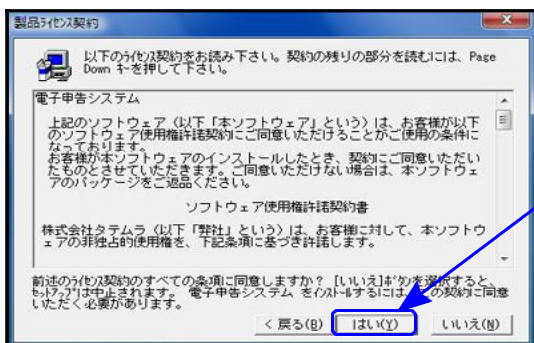 製品ライセンス契約
以下のライセンス契約をお読み下さい。契約の残りの部分を読むには、Page
Down キーを押して下さい。
電子申告システム
上記のソフトウェア（以下「本ソフトウェア」という）は、お客様が以下
のソフトウェア使用権許諾契約にご同意いただけることがご使用の条件に
なっております。
お客様が本ソフトウェアのインストールしたとき、契約にご同意いただい
たものとさせていただきます。ご同意いただけない場合は、本ソフトウェ
アのパッケージをご返品ください。
ソフトウェア使用権許諾契約書
株式会社タテムラ（以下「弊社」という）は、お客様に対して、本ソフトウ
ェアの非独占的使用権を、下記条項に基づき許諾します。
前述のライセンス契約のすべての条項に同意しますか？ [いいえ]ボタンを選択すると、
セットアップは中止されます。 電子申告システム をインストールするには、この契約に同意
いただく必要があります。
< 戻る(B)
はい(Y)
いいえ(N)